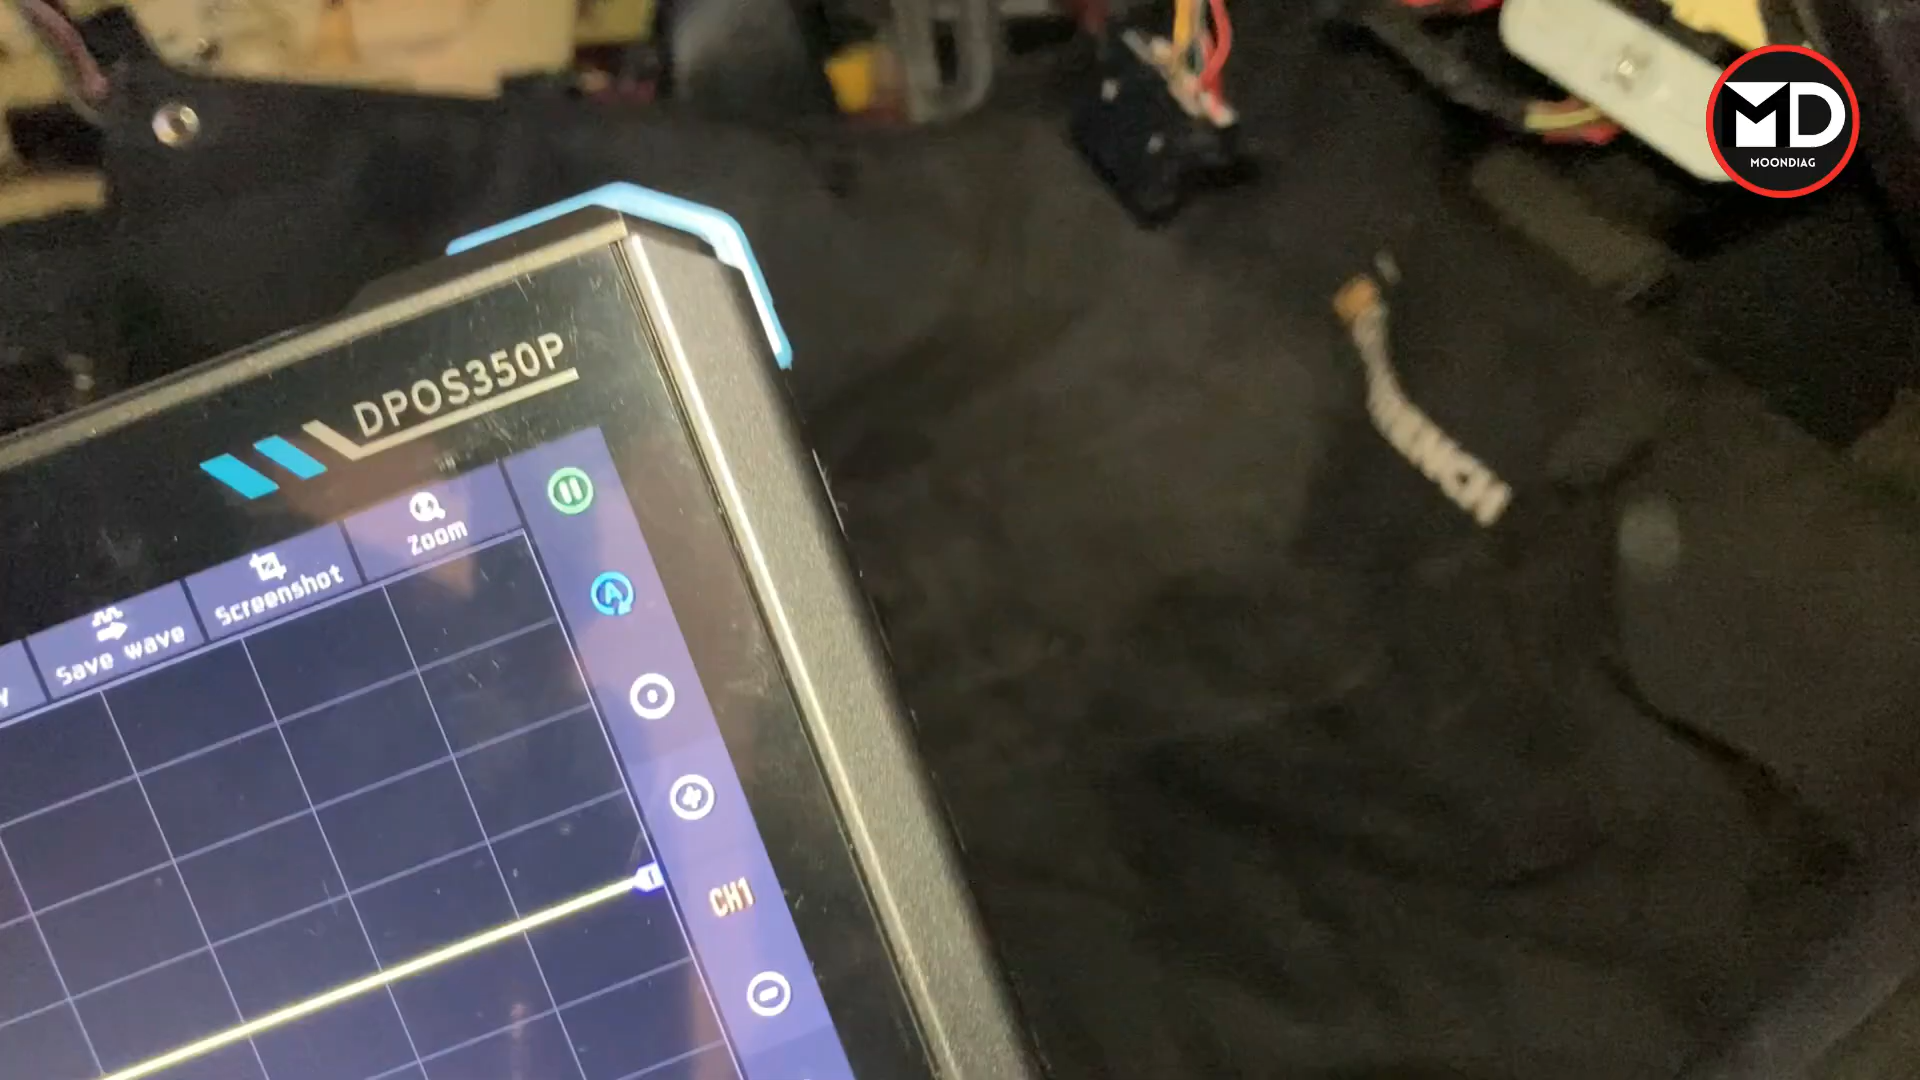 MD
MOONDIAG
DPOS350P
Zoom
Screenshot
Save wave
A
CH1